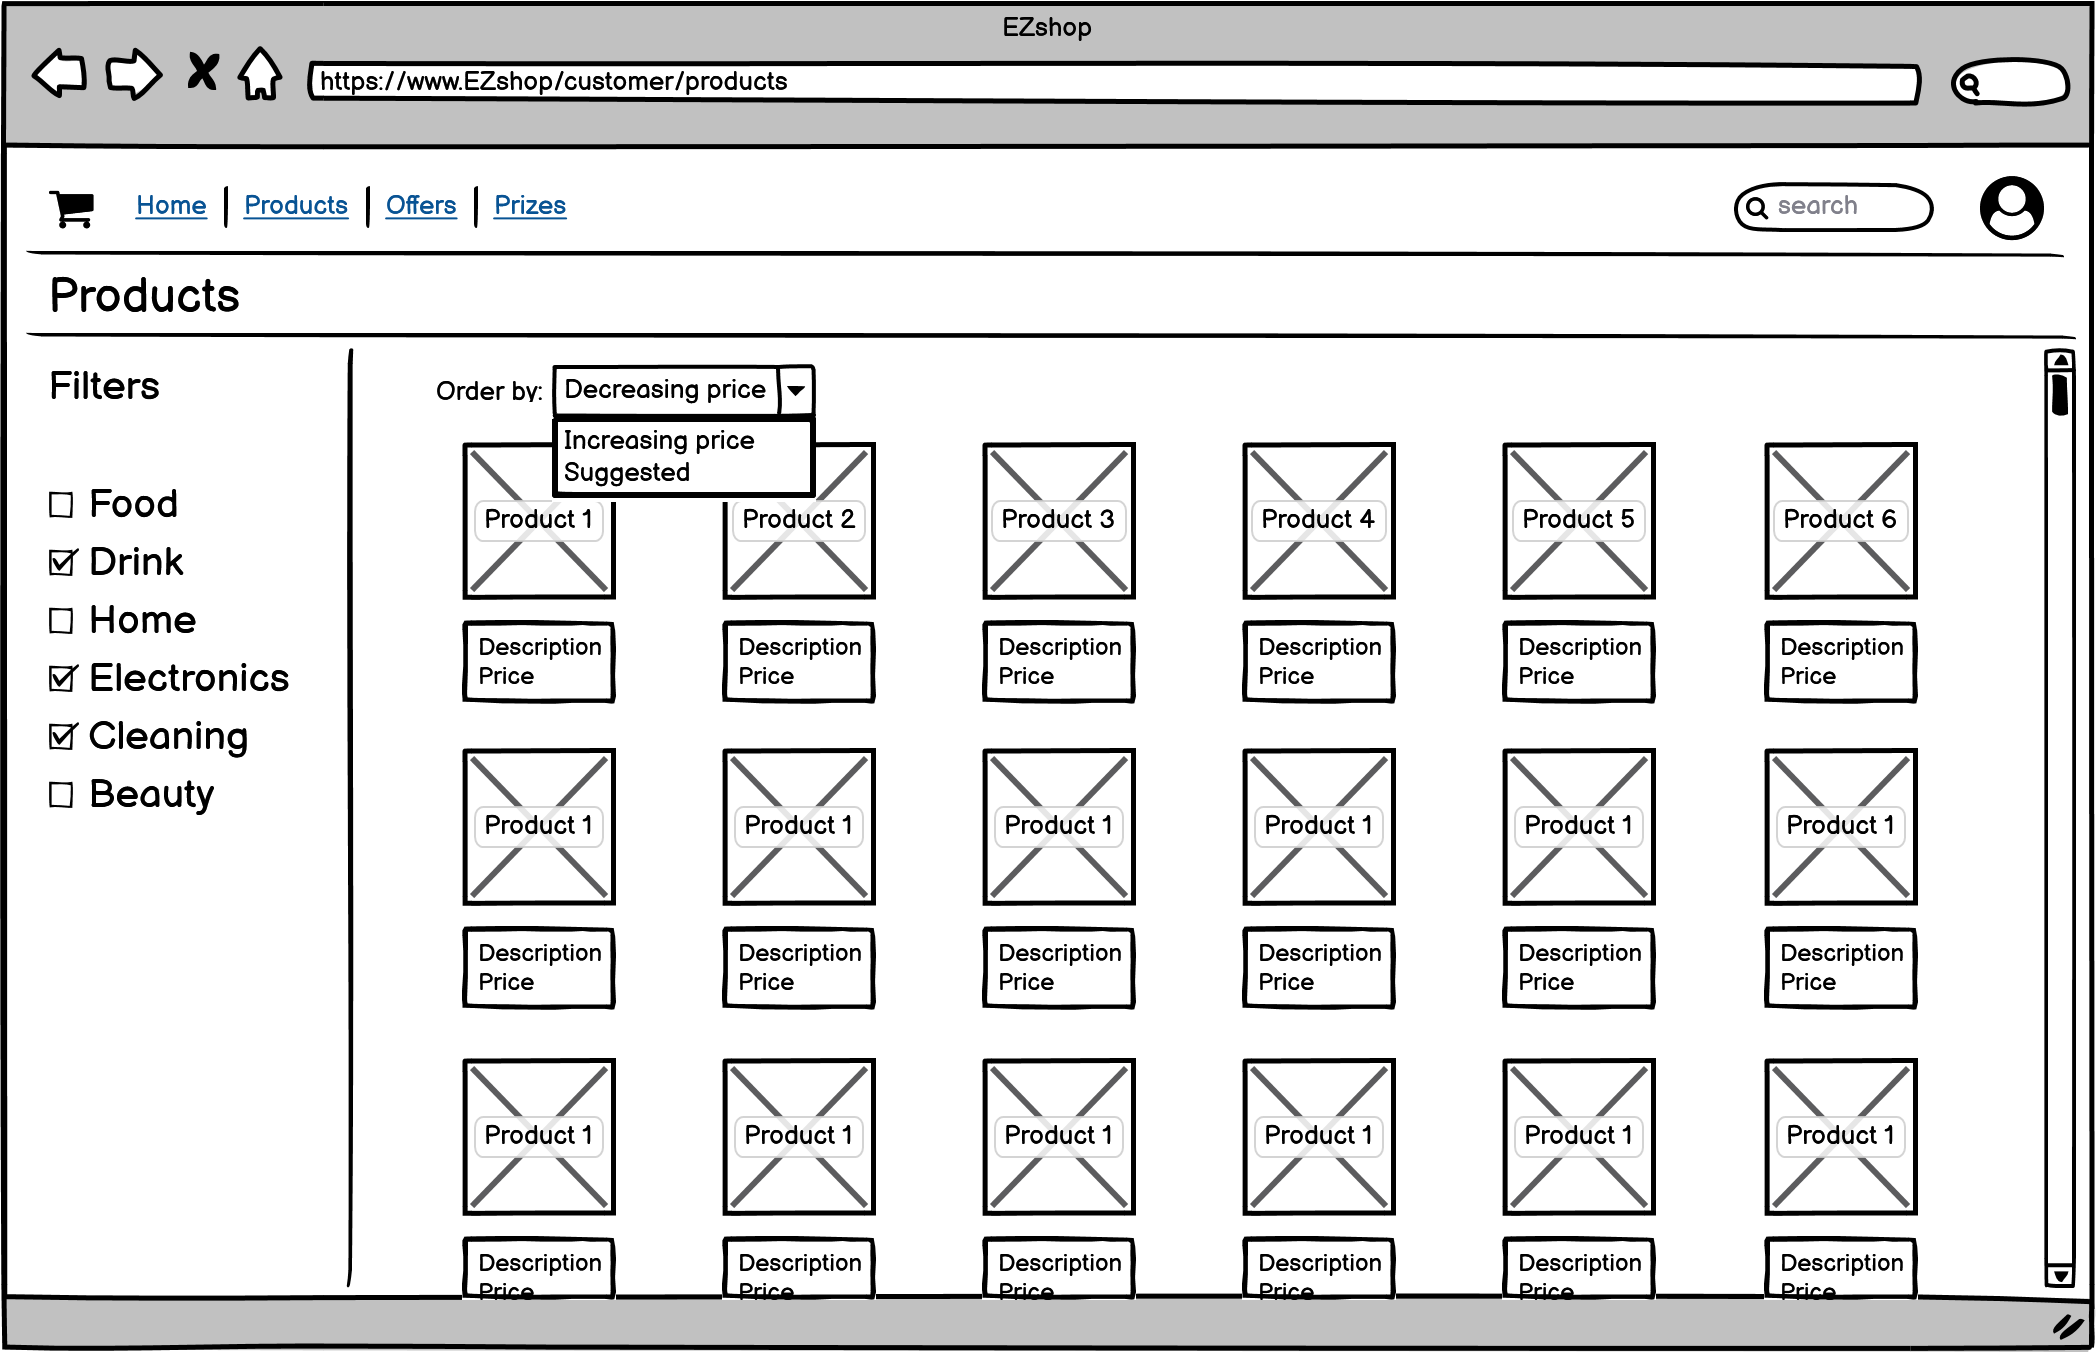 EZshop
https://www.EZshop/customer/products
Home Products Offers Prizes search
Products
Filters
Food
Drink
Home
Electronics
Cleaning
Beauty
Order by: Decreasing price
Increasing price
Suggested
Product 1 Product 2 Product 3 Product 4 Product 5 Product 6
Description Description Description Description Description Description
Price Price Price Price Price Price
Product 1 Product 1 Product 1 Product 1 Product 1 Product 1
Description Description Description Description Description Description
Price Price Price Price Price Price
Product 1 Product 1 Product 1 Product 1 Product 1 Product 1
Description Description Description Description Description Description
Price Price Price Price Price Price